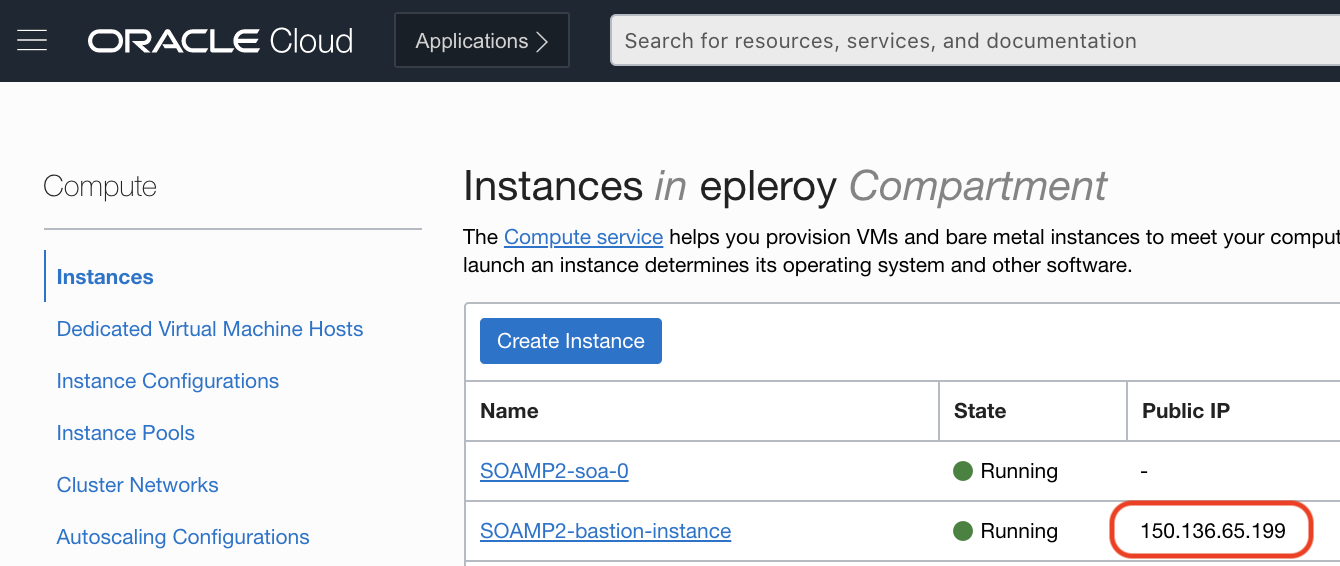 ORACLE Cloud
Applications
Search for resources, services, and documentation
Compute
Instances
Dedicated Virtual Machine Hosts
Instance Configurations
Instance Pools
Cluster Networks
Autoscaling Configurations
Instances in epleroy Compartment
The Compute service helps you provision VMs and bare metal instances to meet your comput
launch an instance determines its operating system and other software.
Create Instance
Name State Public IP
SOAMP2-soa-0 Running -
SOAMP2-bastion-instance Running 150.136.65.199